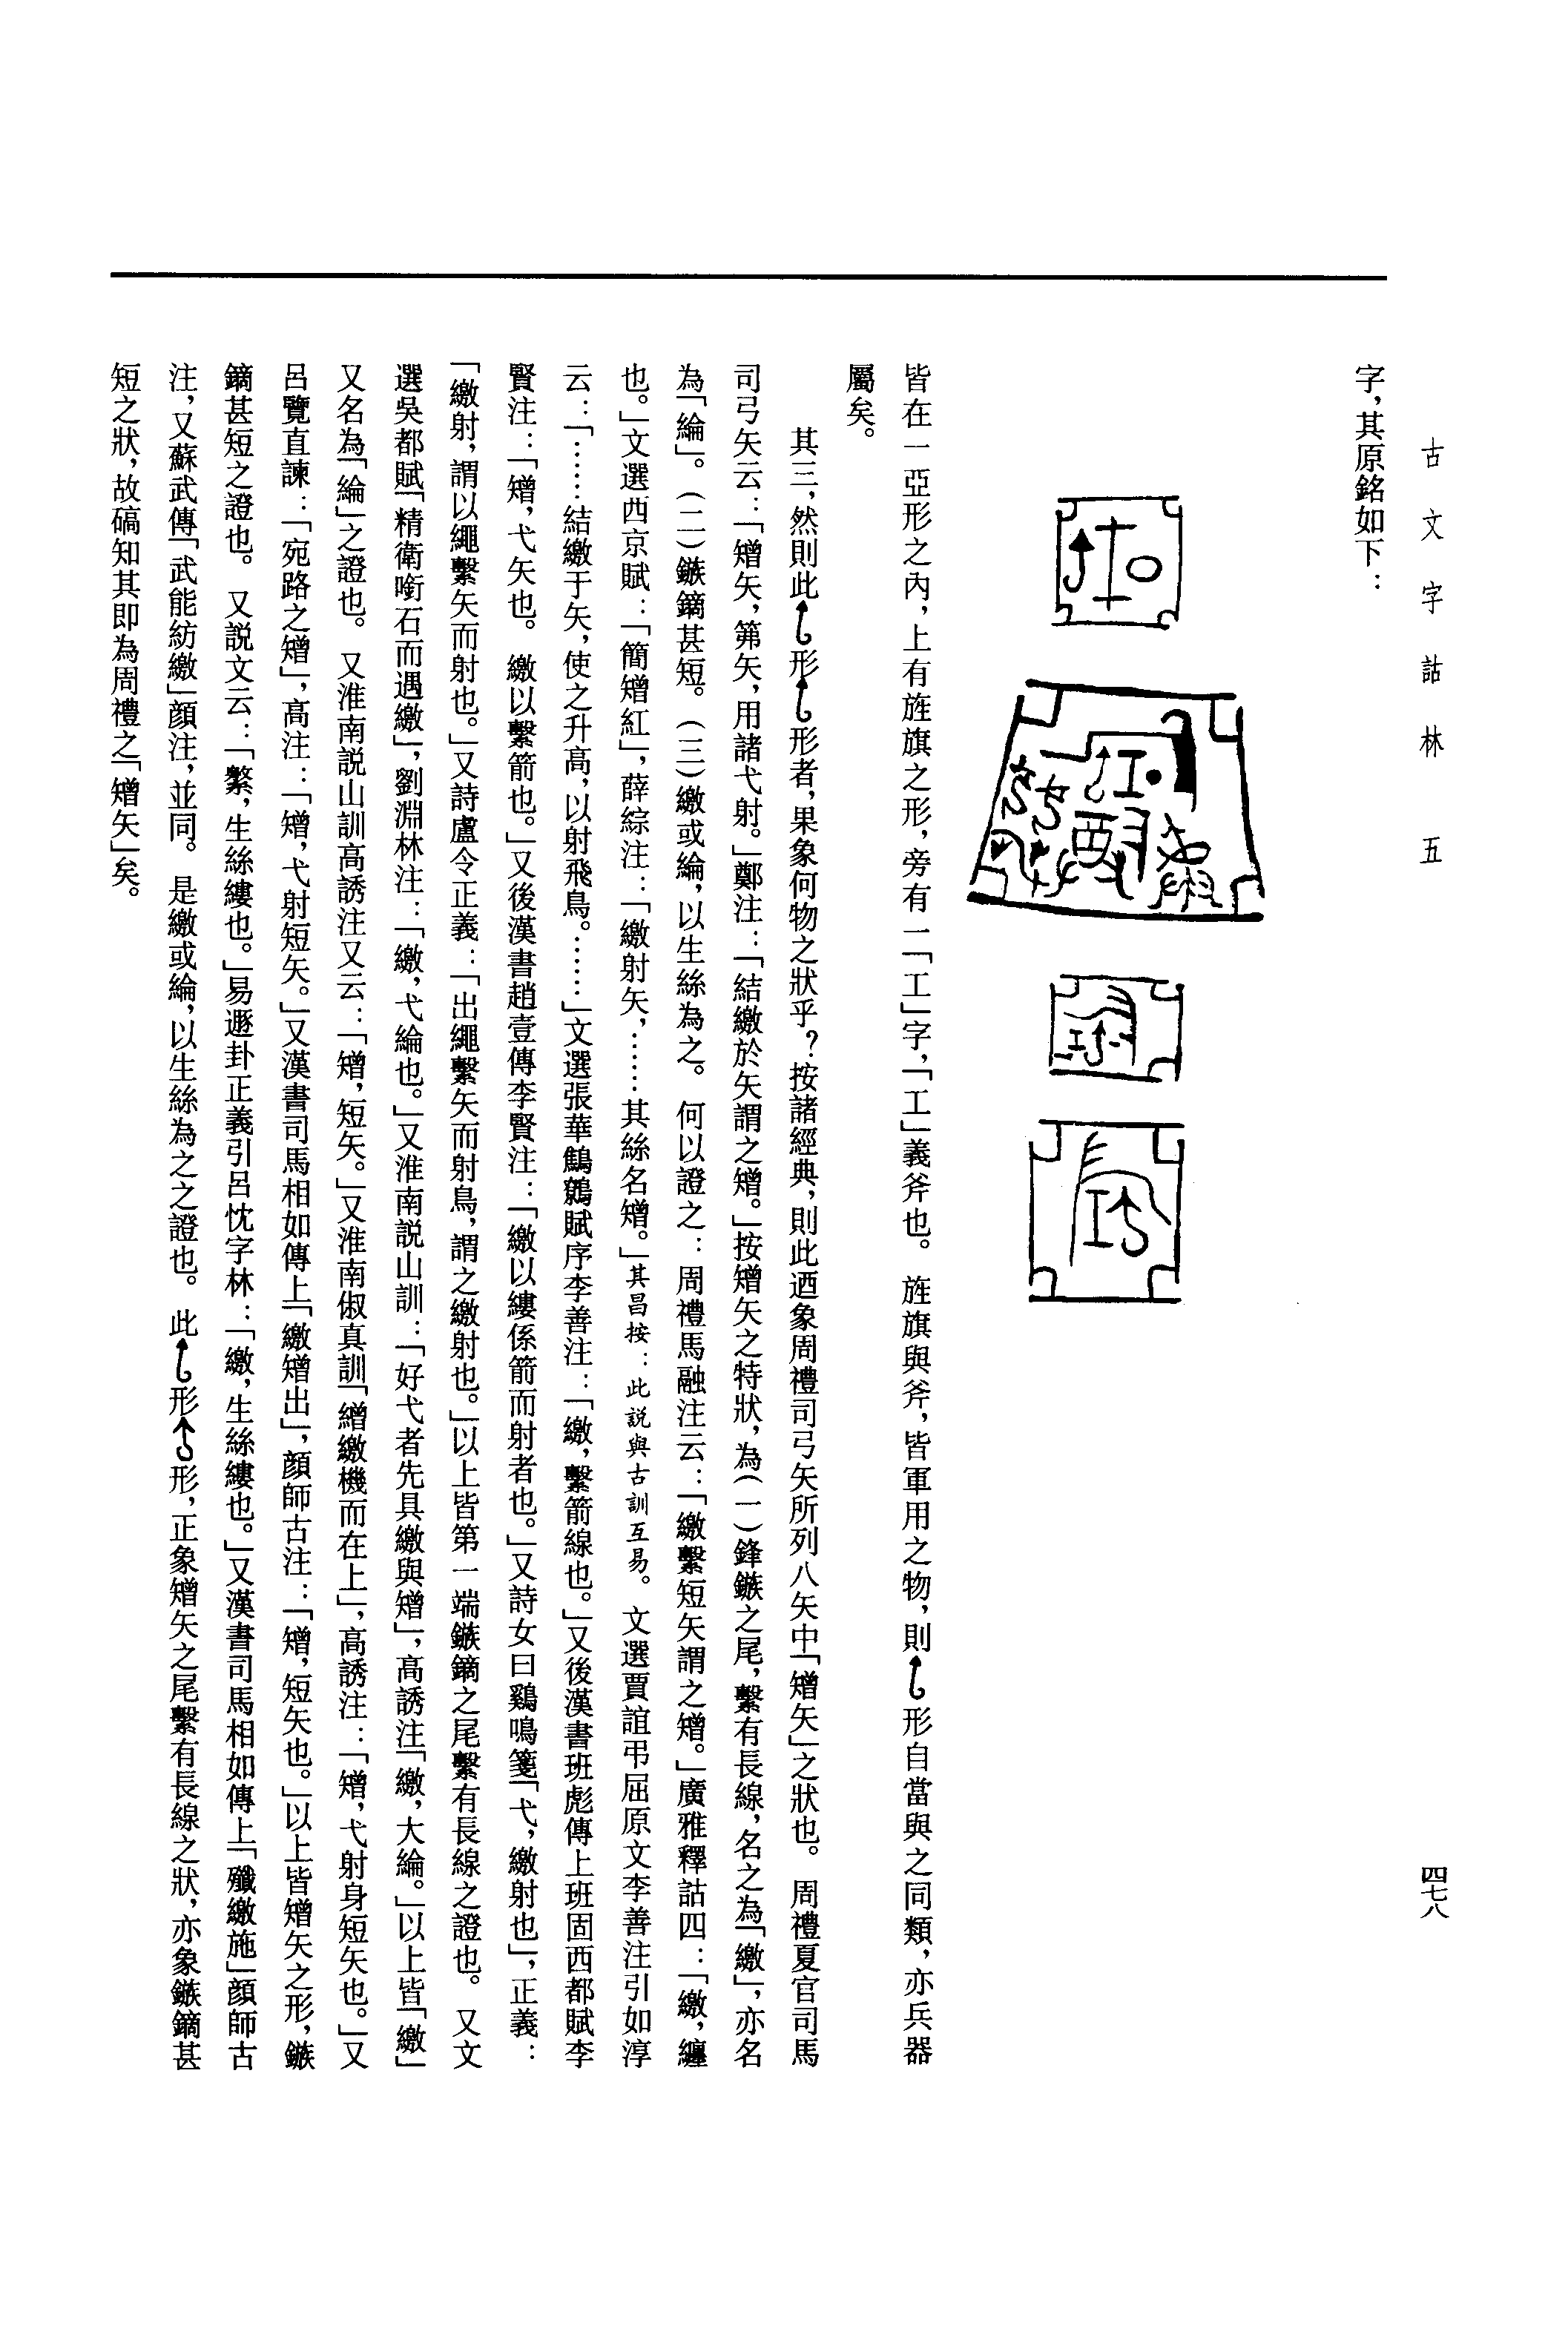 古文字詁林 五
四七八
字，其原銘如下：
皆在一亞形之內，上有旌旗之形，旁有一「工」字，「工」義斧也。旌旗與斧，皆軍用之物，則形自當與之同類，亦兵器
屬矣。
其三，然則此形形者，果象何物之狀乎？按諸經典，則此迺象周禮司弓矢所列八矢中「矰矢」之狀也。周禮夏官司馬
司弓矢云：「矰矢，茀矢，用諸弋射。」鄭注：「結繳於矢謂之矰。」按矰矢之特狀，為(一)鋒鏃之尾，繫有長線，名之為「繳」，亦名
為「綸」。(二)鏃鏑甚短。(三)繳或綸，以生絲為之。何以證之：周禮馬融注云：「繳繫短矢謂之矰。」廣雅釋詁四：「繳，纏
也。」文選西京賦：「簡矰紅」，薛綜注：「繳射矢，……其絲名矰。」其昌按：此説與古訓互易。文選賈誼弔屈原文李善注引如淳
云：「……結繳于矢，使之升高，以射飛鳥。……」文選張華鷦鷯賦序李善注：「繳，繫箭線也。」又後漢書班彪傳上班固西都賦李
賢注：「矰，弋矢也。繳以繫箭也。」又後漢書趙壹傳李賢注：「繳以縷係箭而射者也。」又詩女曰鷄鳴箋「弋，繳射也」，正義：
「繳射，謂以繩繫矢而射也。」又詩盧令正義：「出繩繫矢而射鳥，謂之繳射也。」以上皆第一端鏃鏑之尾繫有長線之證也。又文
選吳都賦「精衛銜石而遇繳」，劉淵林注：「繳，弋綸也。」又淮南説山訓：「好弋者先具繳與矰」，高誘注「繳，大綸。」以上皆「繳」
又名為「綸」之證也。又淮南説山訓高誘注又云：「矰，短矢。」又淮南俶真訓「繒繳機而在上」，高誘注：「矰，弋射身短矢也。」又
呂覽直諫：「宛路之矰」，高注：「矰，弋射短矢。」又漢書司馬相如傳上「繳矰出」，顔師古注：「矰，短矢也。」以上皆矰矢之形，鏃
鏑甚短之證也。又説文云：「繁，生絲縷也。」易遯卦正義引呂忱字林：「繳，生絲縷也。」又漢書司馬相如傳上「孅繳施」顔師古
注，又蘇武傳「武能紡繳」顔注，並同。是繳或綸，以生絲為之之證也。此形形，正象矰矢之尾繫有長線之狀，亦象鏃鏑甚
短之狀，故碻知其即為周禮之「矰矢」矣。